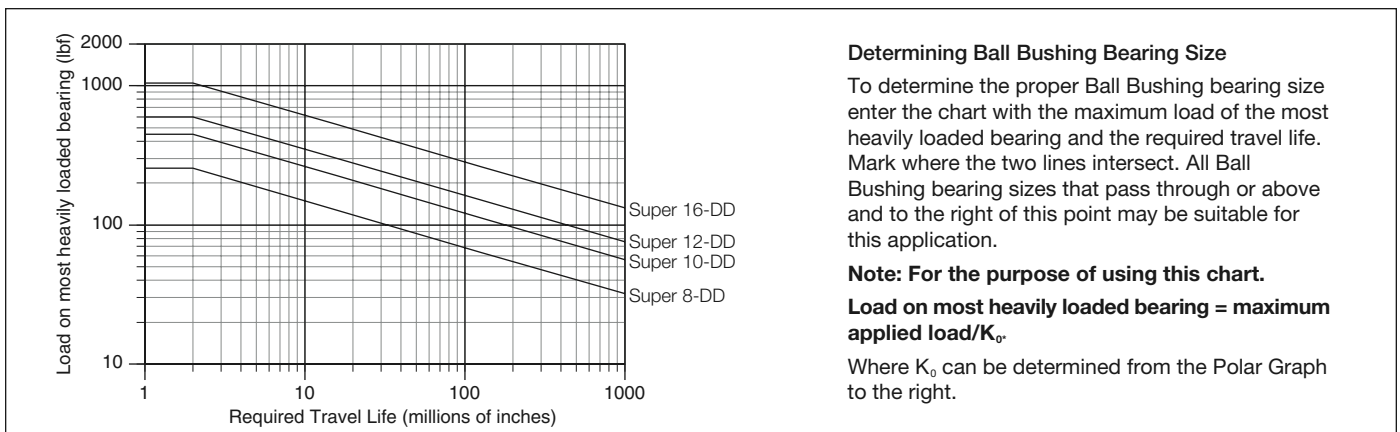 Load on most heavily loaded bearing (lbf)
2000
1000
100
10
1
10
100
1000
Required Travel Life (millions of inches)
Super 16-DD
Super 12-DD
Super 10-DD
Super 8-DD
Determining Ball Bushing Bearing Size
To determine the proper Ball Bushing bearing size
enter the chart with the maximum load of the most
heavily loaded bearing and the required travel life.
Mark where the two lines intersect. All Ball
Bushing bearing sizes that pass through or above
and to the right of this point may be suitable for
this application.
Note: For the purpose of using this chart.
Load on most heavily loaded bearing = maximum
applied load/K₀.
Where K₀ can be determined from the Polar Graph
to the right.